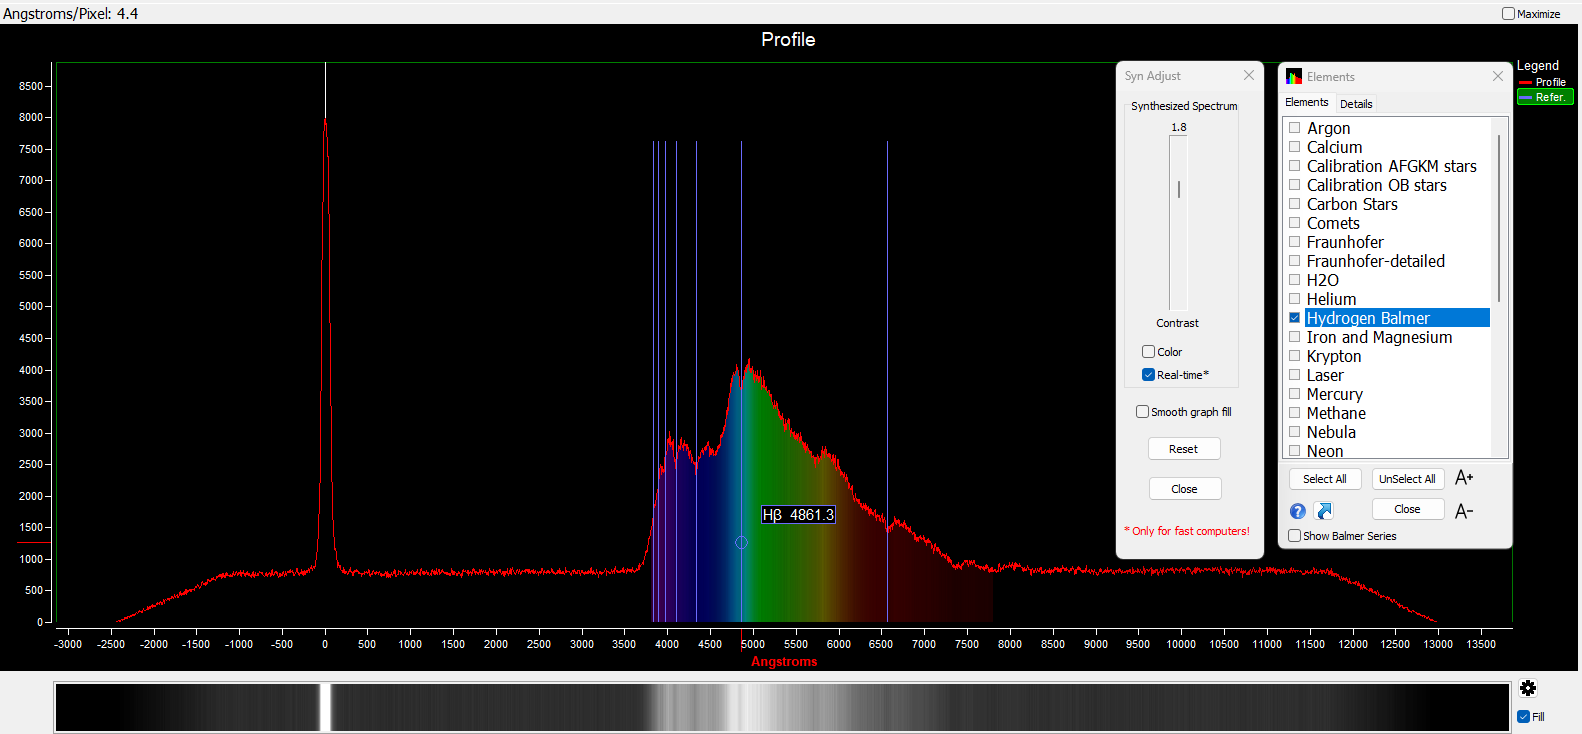 Angstroms/Pixel: 4.4
Maximize
Profile
Legend
Profile
Refer.
8500
8000
7500
7000
6500
6000
5500
5000
4500
4000
3500
3000
2500
2000
1500
1000
500
0
Hβ 4861.3
-3000 -2500 -2000 -1500 -1000 -500 0 500 1000 1500 2000 2500 3000 3500 4000 4500 5000 5500 6000 6500 7000 7500 8000 8500 9000 9500 10000 10500 11000 11500 12000 12500 13000 13500
Angstroms
Syn Adjust
Synthesized Spectrum
1.8
Contrast
Color
Real-time*
Smooth graph fill
Reset
Close
* Only for fast computers!
Elements
Elements Details
Argon
Calcium
Calibration AFGKM stars
Calibration OB stars
Carbon Stars
Comets
Fraunhofer
Fraunhofer-detailed
H2O
Helium
Hydrogen Balmer
Iron and Magnesium
Krypton
Laser
Mercury
Methane
Nebula
Neon
Select All UnSelect All A+
? Close A-
Show Balmer Series
Fill